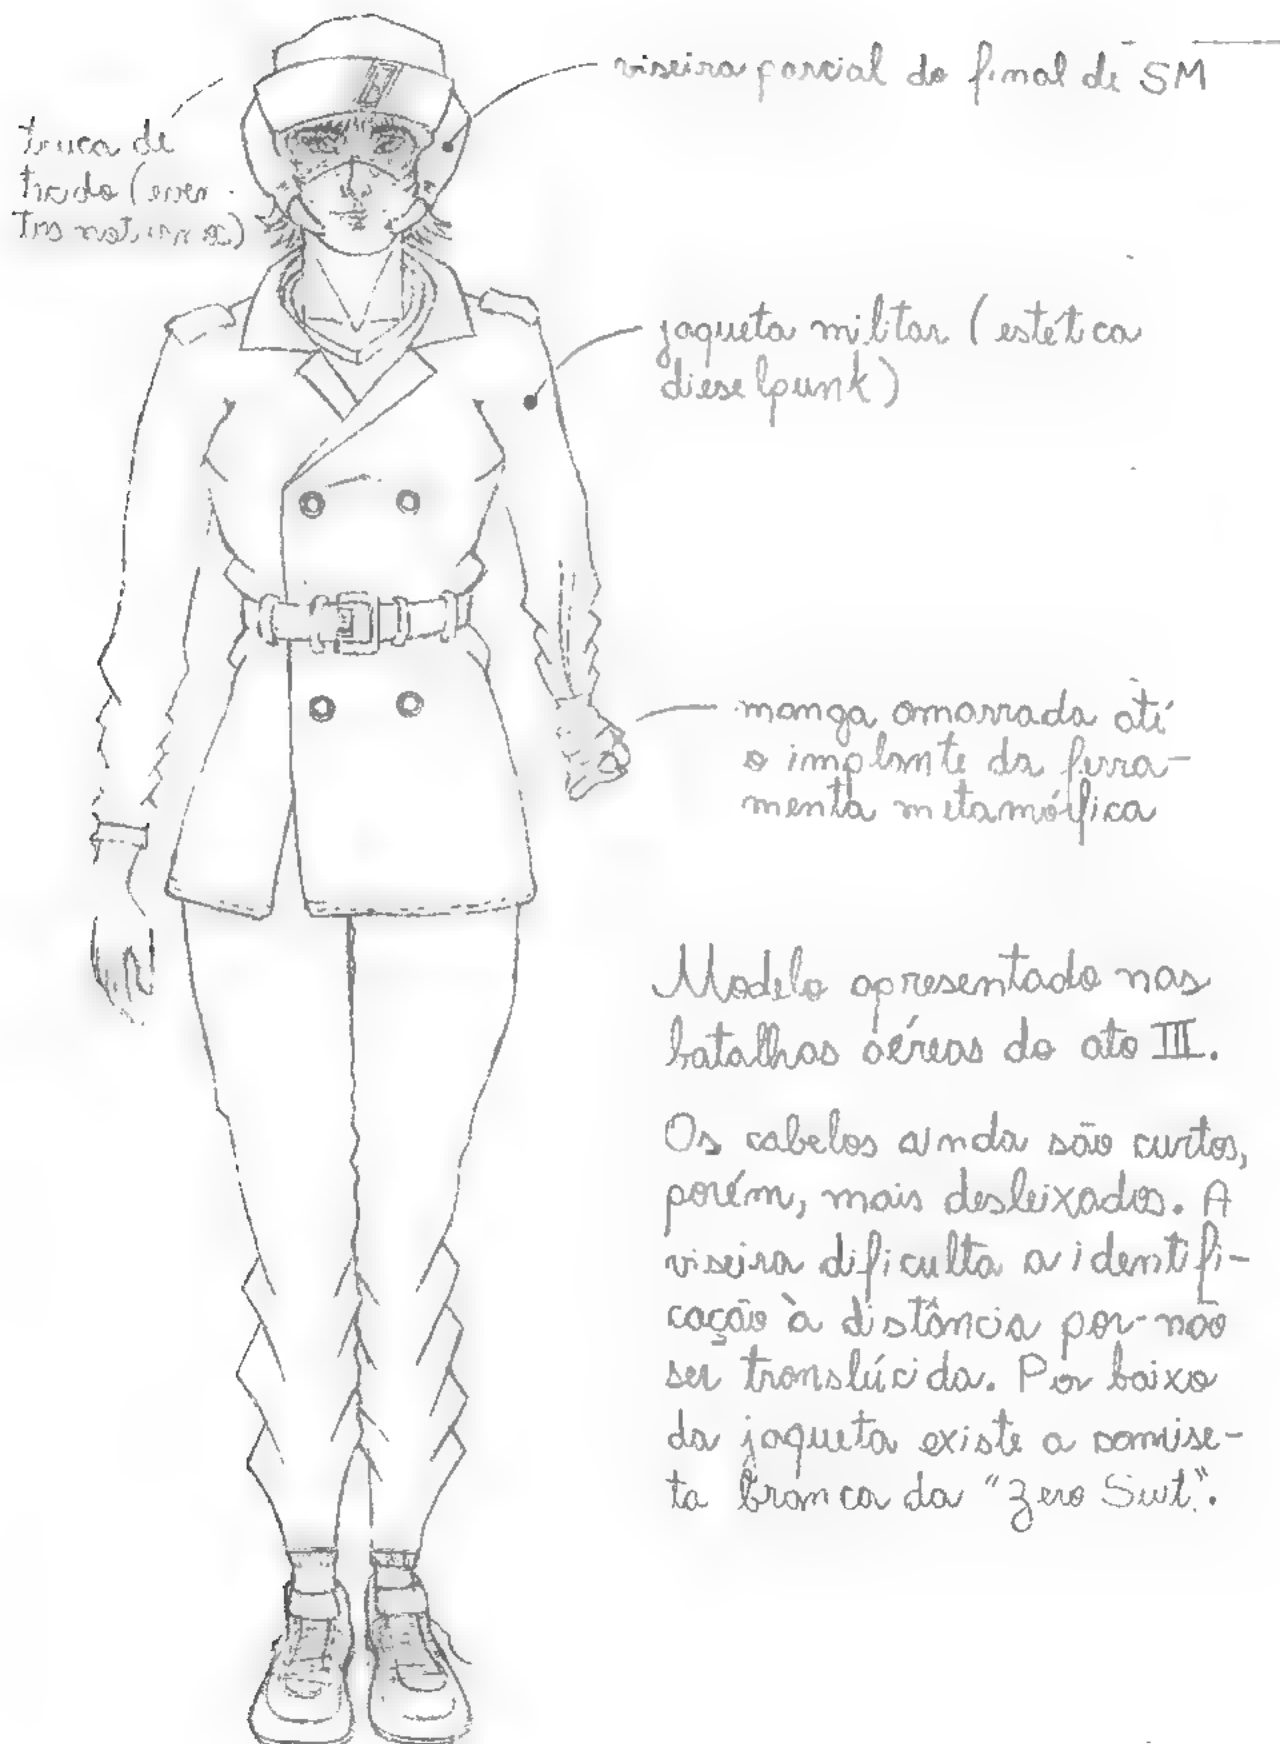 viseira parcial do final de SM
touca de
tricô (even
jaqueta militar (estética
dieselpunk)
manga amarrada até
o implante da ferra-
menta metamórfica
Modelo apresentado nas
batalhas aéreas do ato III.
Os cabelos ainda são curtos,
porém, mais desleixados. A
viseira dificulta a identifi-
cação à distância por não
ser translúcida. Por baixo
da jaqueta existe a camise-
ta branca da "Zero Suit".